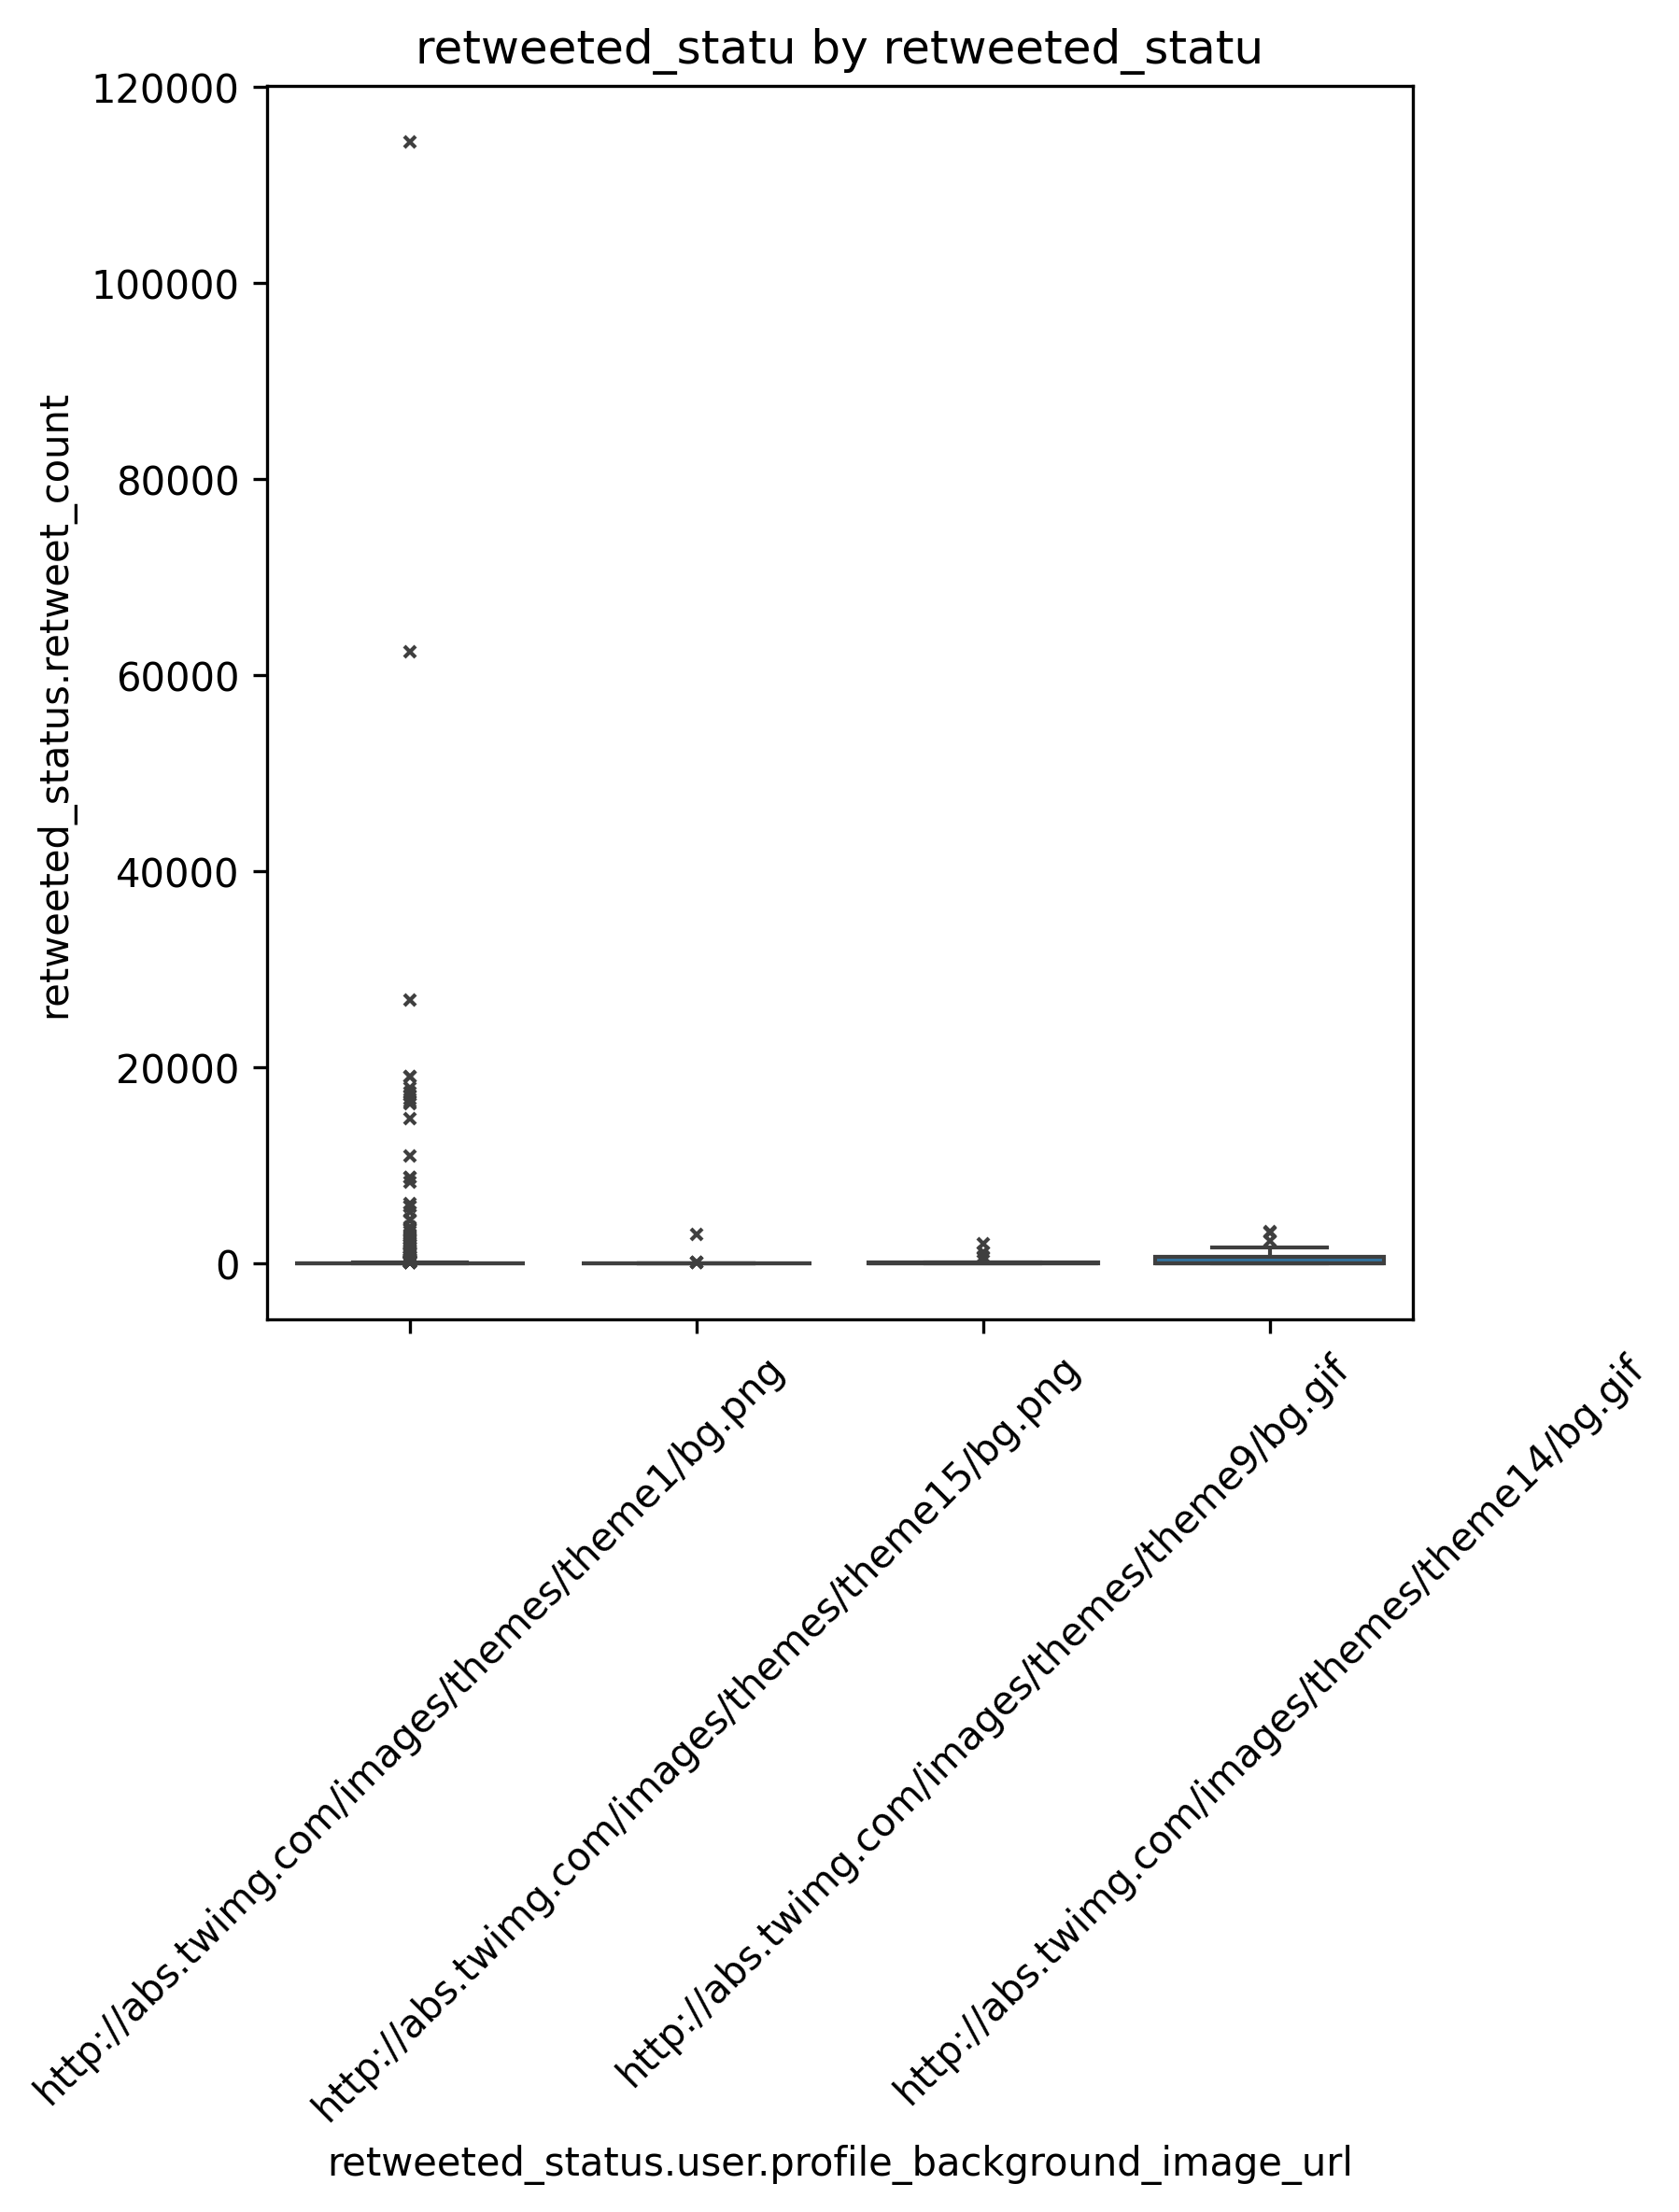 retweeted_statu by retweeted_statu
120000
100000
80000
60000
40000
20000
0
retweeted_status.retweet_count
http://abs.twimg.com/images/themes/theme1/bg.png
http://abs.twimg.com/images/themes/theme15/bg.png
http://abs.twimg.com/images/themes/theme9/bg.gif
http://abs.twimg.com/images/themes/theme14/bg.gif
retweeted_status.user.profile_background_image_url